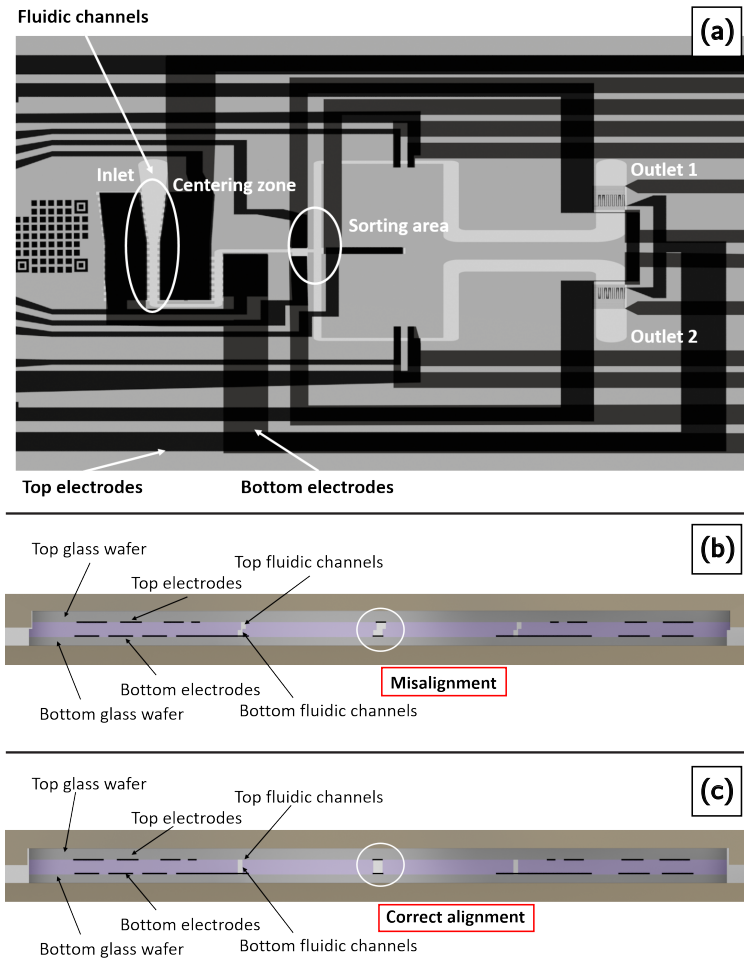 Fluidic channels
(a)
Inlet
Centering zone
Outlet 1
Sorting area
Outlet 2
Top electrodes
Bottom electrodes
(b)
Top glass wafer
Top fluidic channels
Top electrodes
Bottom electrodes
Misalignment
Bottom glass wafer
Bottom fluidic channels
(c)
Top glass wafer
Top fluidic channels
Top electrodes
Bottom electrodes
Correct alignment
Bottom glass wafer
Bottom fluidic channels